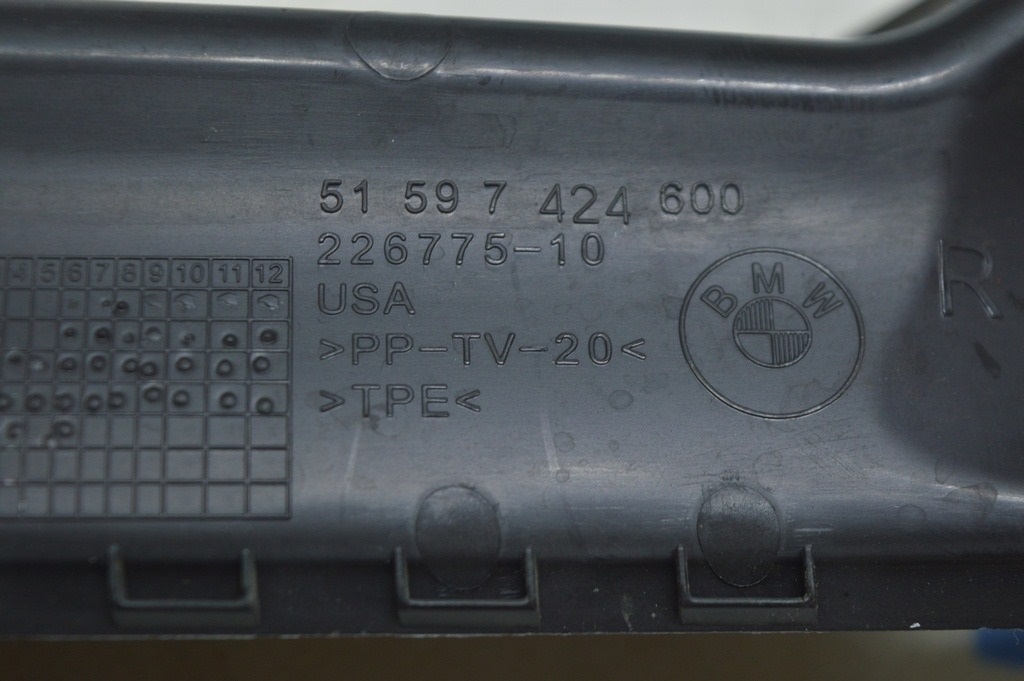 51 59 7 424 600
226775-10
USA
>PP-TV-20<
>TPE<
BMW
R
4 5 6 7 8 9 10 11 12